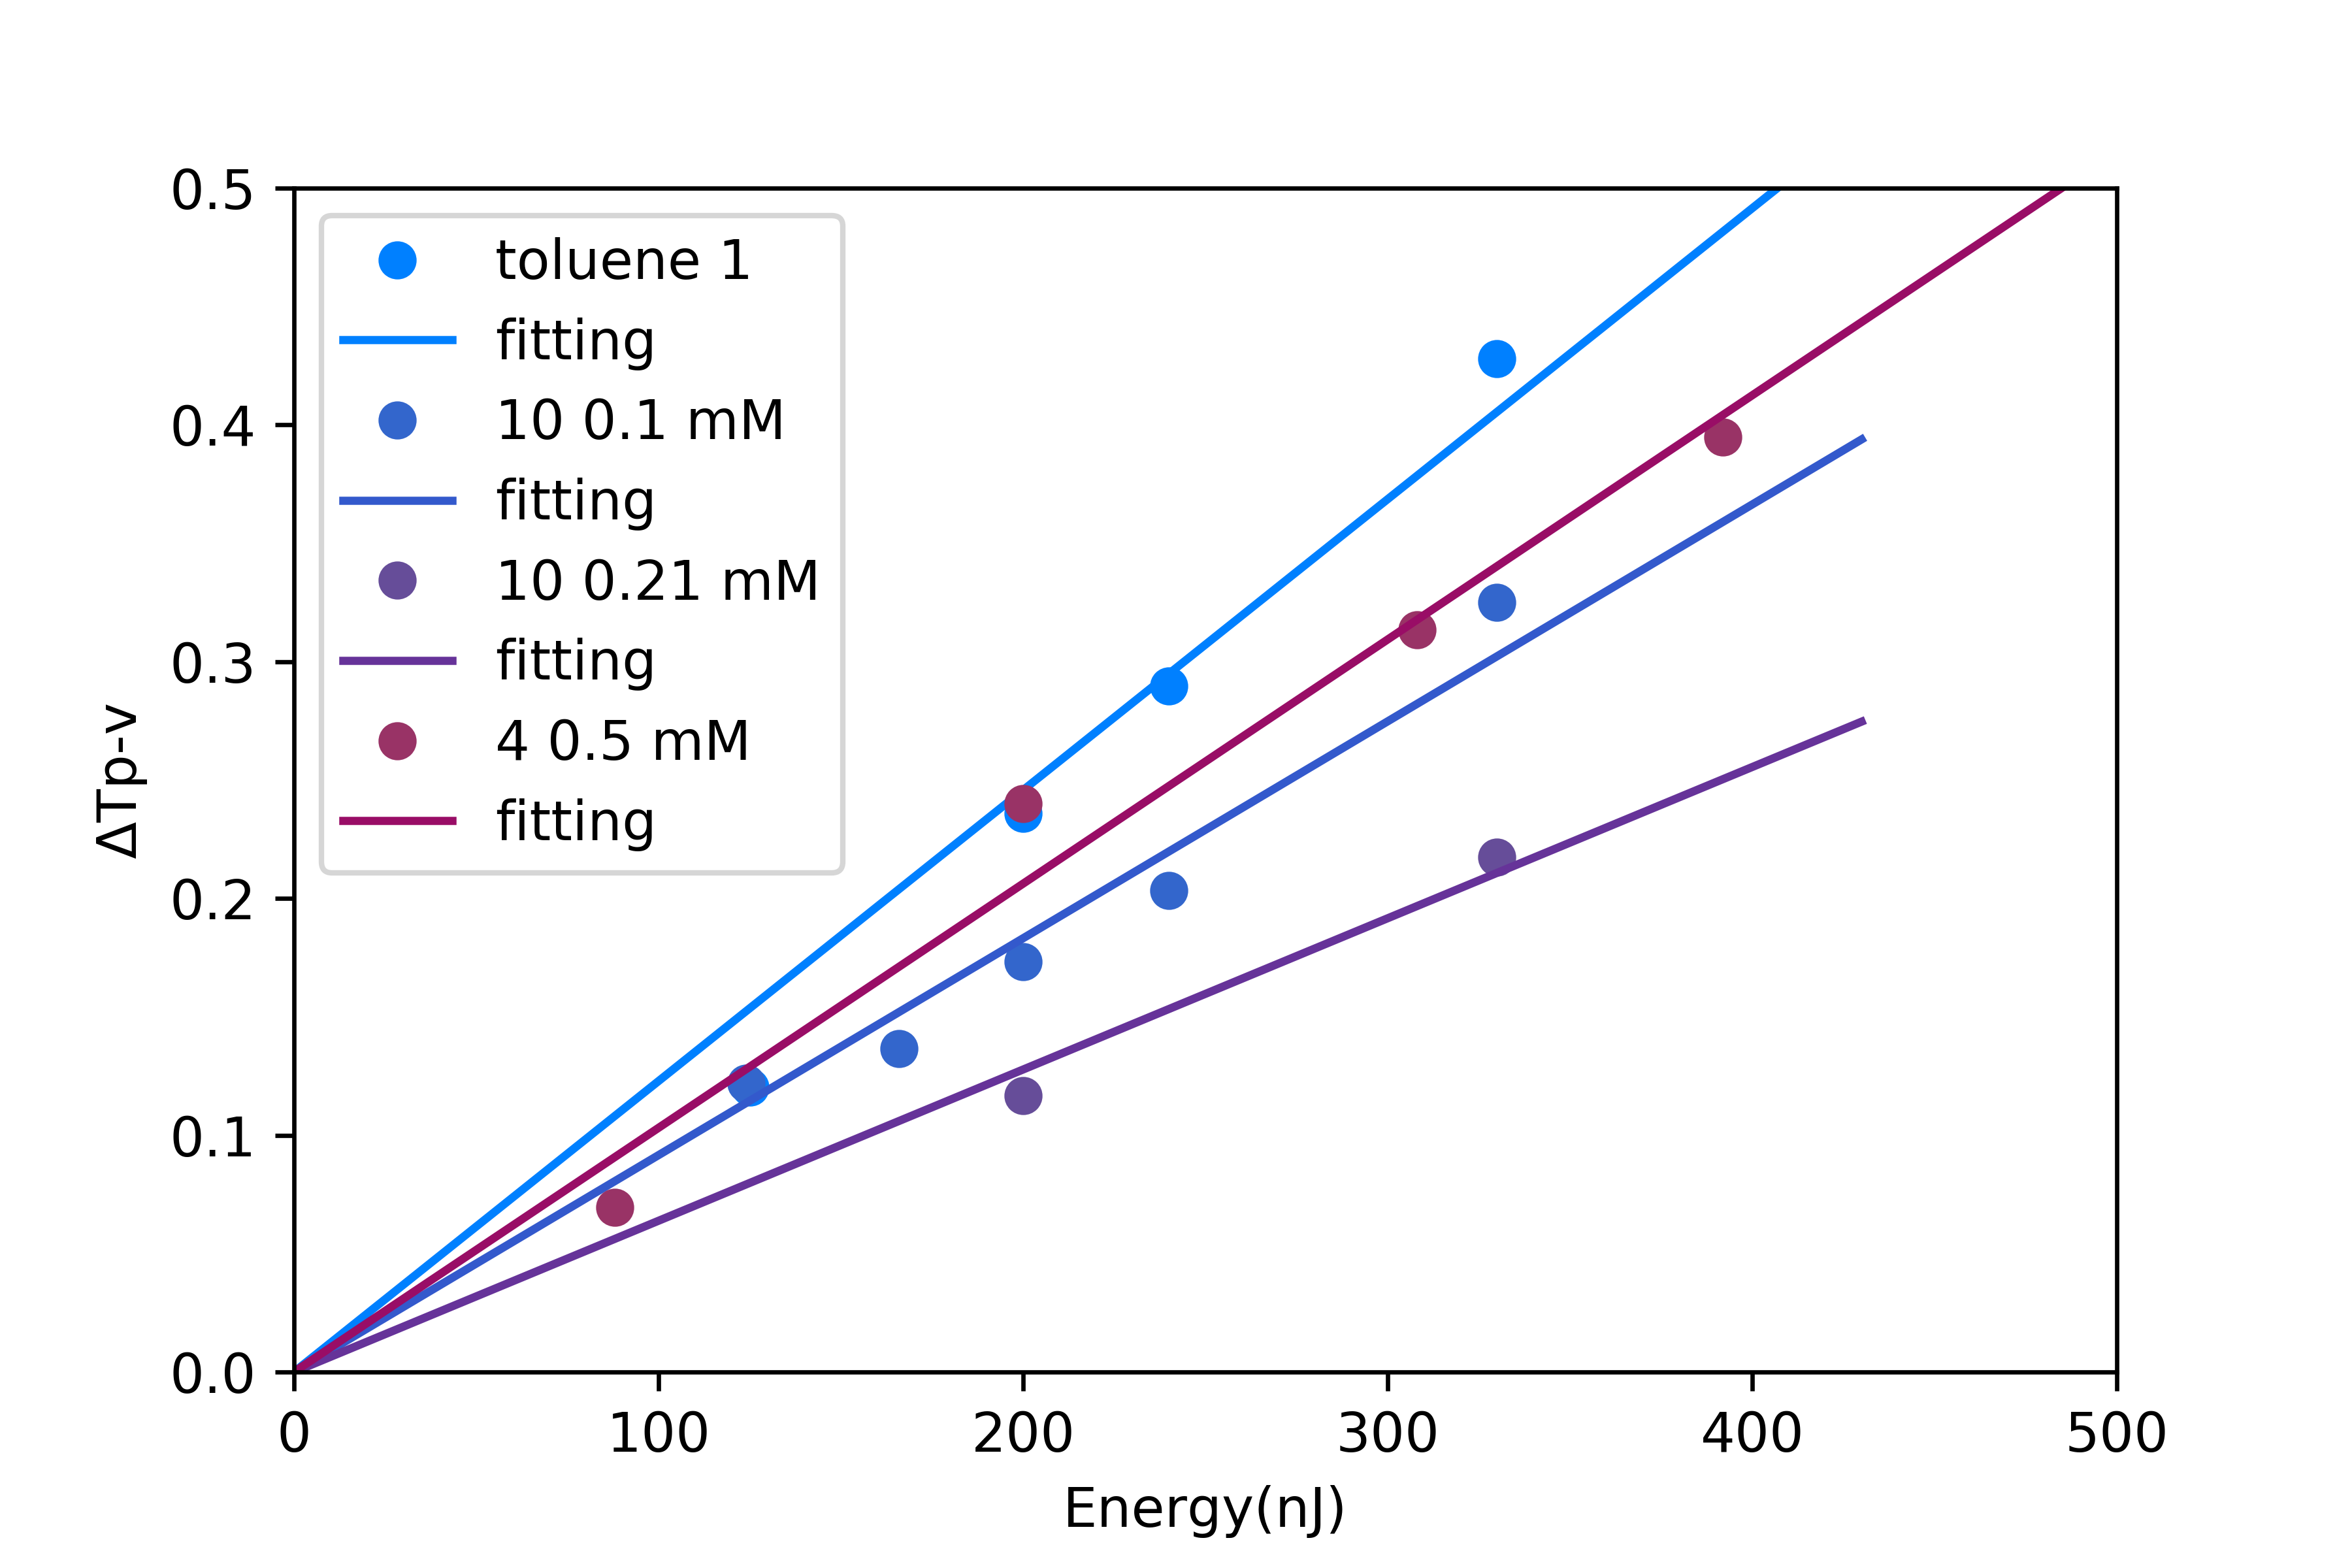 0.5
0.4
0.3
0.2
0.1
0.0
ΔTp-v
toluene 1
fitting
10 0.1 mM
fitting
10 0.21 mM
fitting
4 0.5 mM
fitting
0 100 200 300 400 500
Energy(nJ)